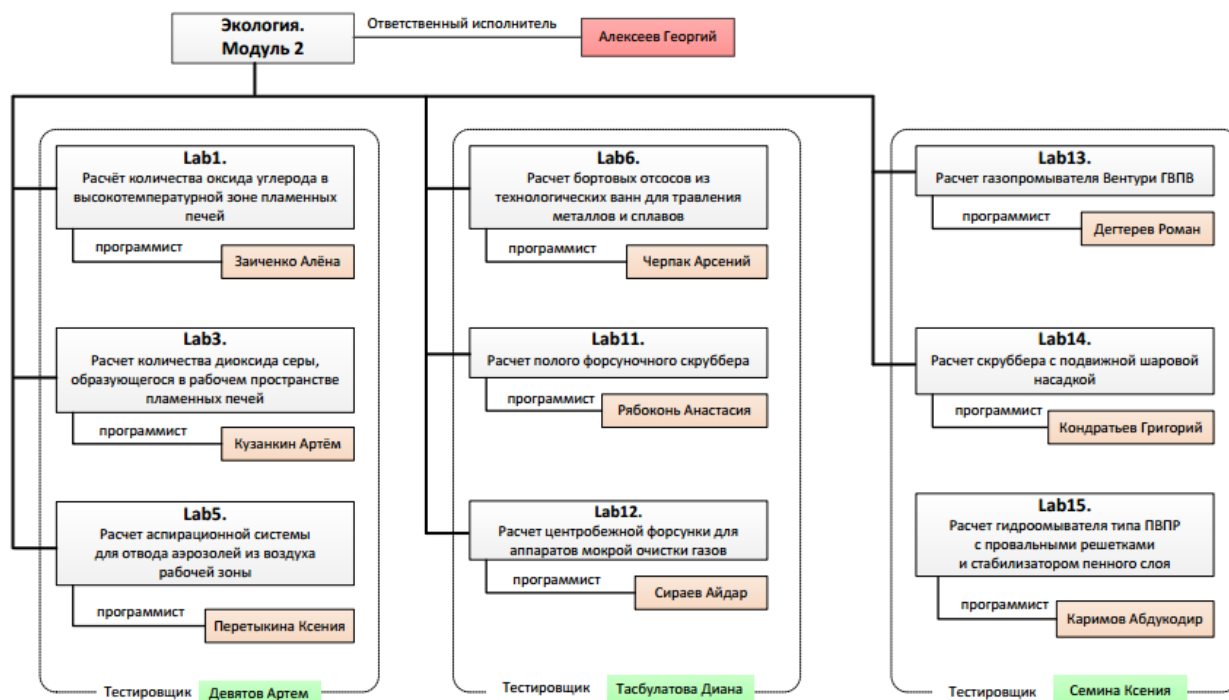 Экология.
Модуль 2
Ответственный исполнитель
Алексеев Георгий
Lab1.
Расчёт количества оксида углерода в
высокотемпературной зоне пламенных
печей
программист
Заиченко Алёна
Lab3.
Расчет количества диоксида серы,
образующегося в рабочем пространстве
пламенных печей
программист
Кузанкин Артём
Lab5.
Расчет аспирационной системы
для отвода аэрозолей из воздуха
рабочей зоны
программист
Перетыкина Ксения
Тестировщик
Девятов Артем
Lab6.
Расчет бортовых отсосов из
технологических ванн для травления
металлов и сплавов
программист
Черпак Арсений
Lab11.
Расчет полого форсуночного скруббера
программист
Рябоконь Анастасия
Lab12.
Расчет центробежной форсунки для
аппаратов мокрой очистки газов
программист
Сираев Айдар
Тестировщик
Тасбулатова Диана
Lab13.
Расчет газопромывателя Вентури ГВПВ
программист
Дегтерев Роман
Lab14.
Расчет скруббера с подвижной шаровой
насадкой
программист
Кондратьев Григорий
Lab15.
Расчет гидроомывателя типа ПВПР
с провальными решетками
и стабилизатором пенного слоя
программист
Каримов Абдукодир
Тестировщик
Семина Ксения